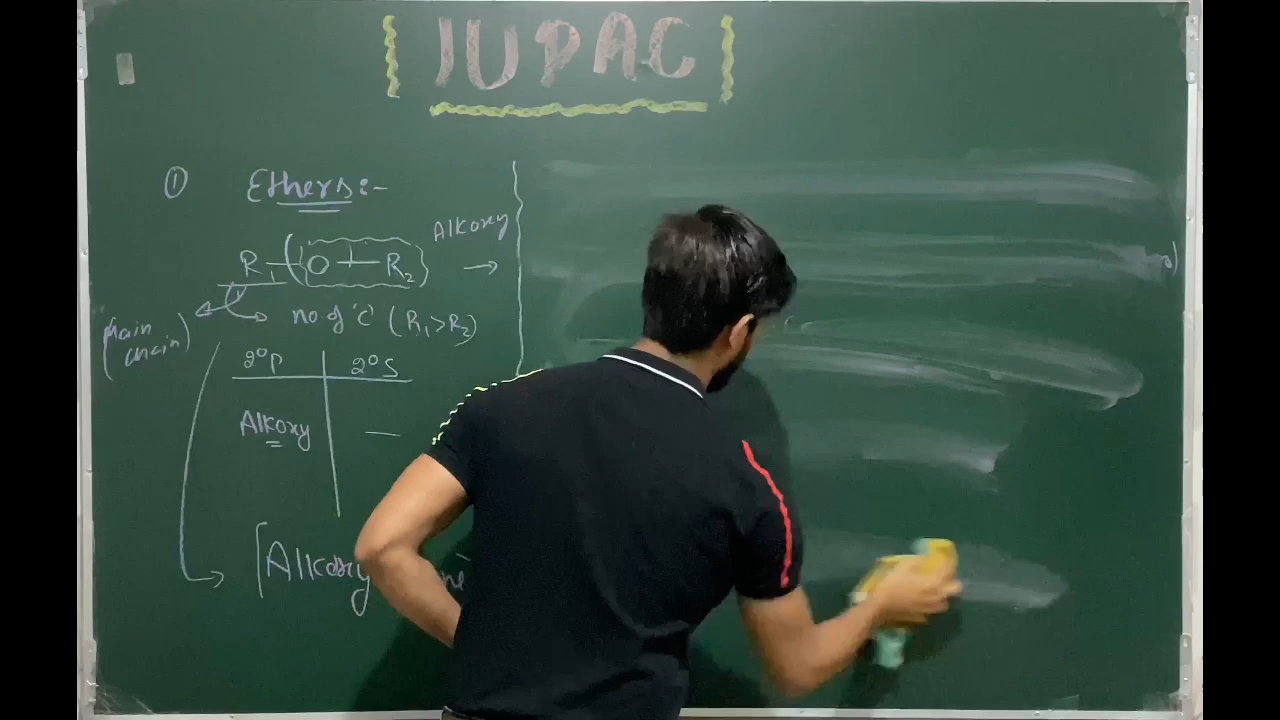 IUPAC
① Ethers:-
Alkoxy
R₁—(O—R₂) →
no. of 'C' (R₁>R₂)
(Main chain)
2°P 2°S
Alkoxy —
[Alkoxy